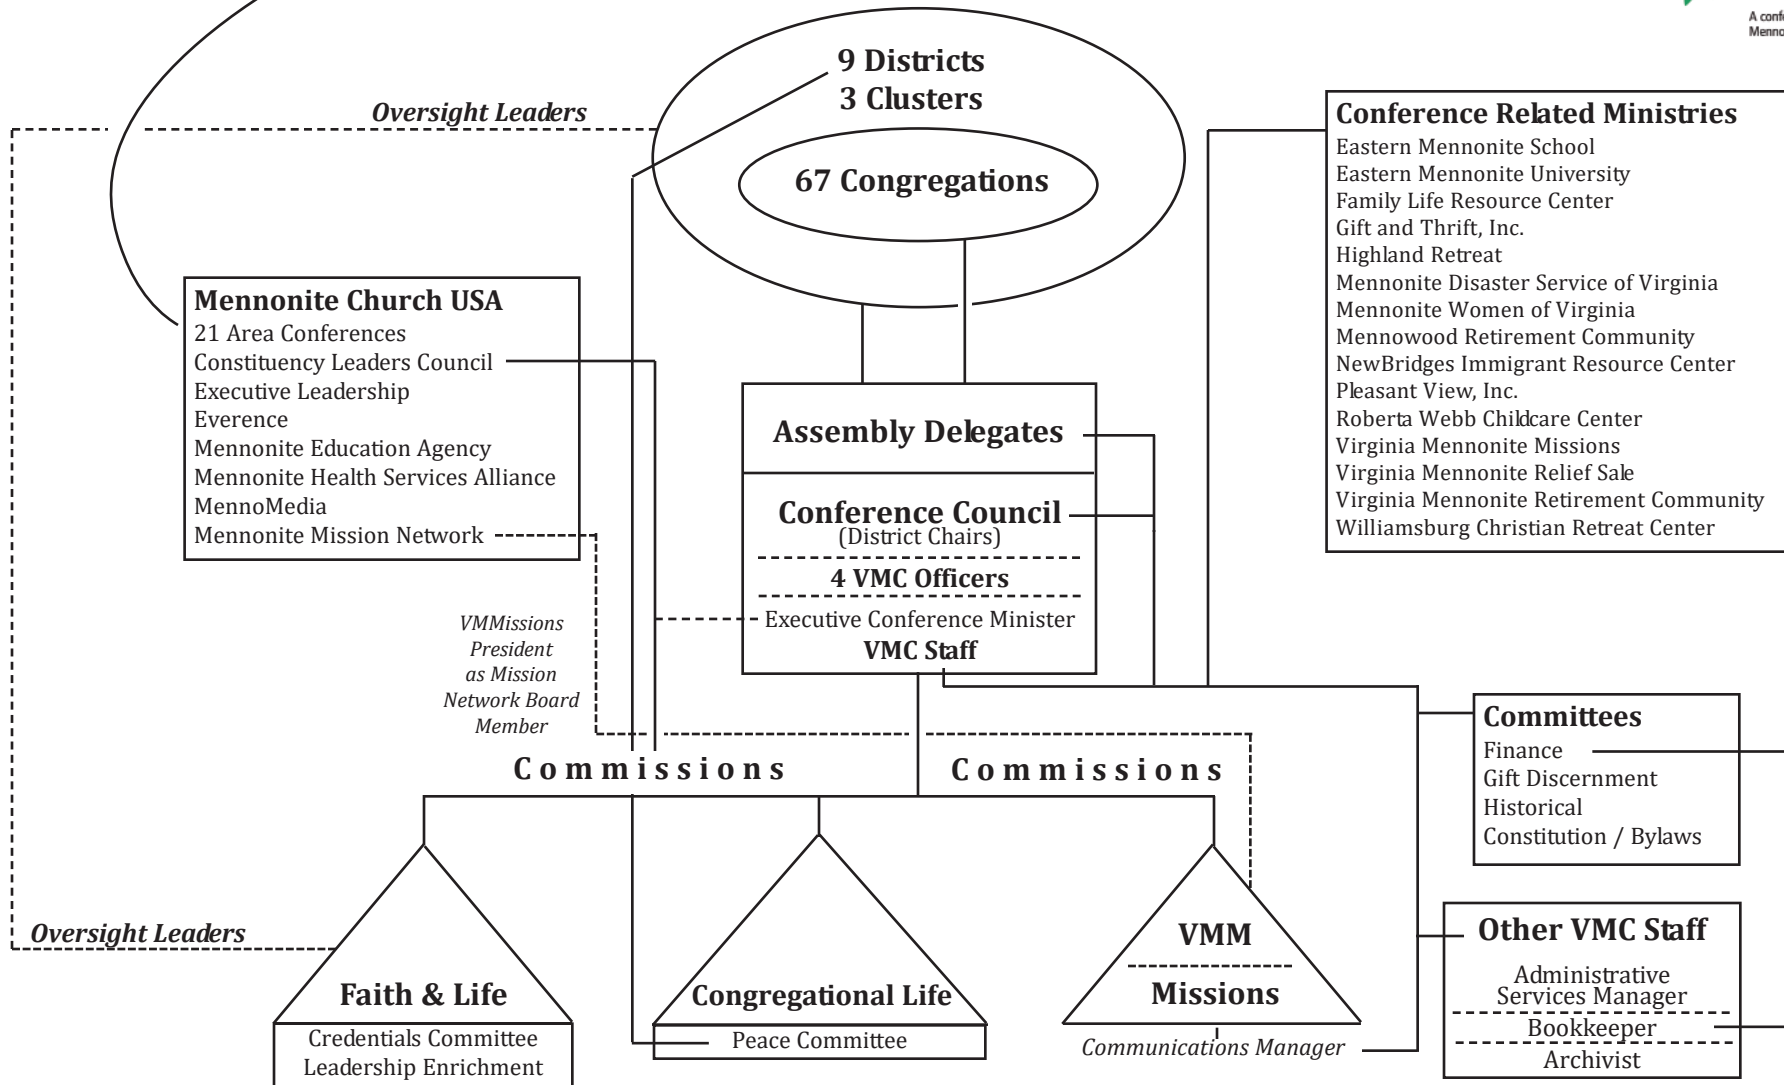 A conf
Menno
9 Districts
3 Clusters
Oversight Leaders
67 Congregations
Conference Related Ministries
Eastern Mennonite School
Eastern Mennonite University
Family Life Resource Center
Gift and Thrift, Inc.
Highland Retreat
Mennonite Disaster Service of Virginia
Mennonite Women of Virginia
Mennowood Retirement Community
NewBridges Immigrant Resource Center
Pleasant View, Inc.
Roberta Webb Childcare Center
Virginia Mennonite Missions
Virginia Mennonite Relief Sale
Virginia Mennonite Retirement Community
Williamsburg Christian Retreat Center
Mennonite Church USA
21 Area Conferences
Constituency Leaders Council
Executive Leadership
Everence
Mennonite Education Agency
Mennonite Health Services Alliance
MennoMedia
Mennonite Mission Network
Assembly Delegates
Conference Council
(District Chairs)
4 VMC Officers
Executive Conference Minister
VMC Staff
VMMissions
President
as Mission
Network Board
Member
Commissions
Commissions
Committees
Finance
Gift Discernment
Historical
Constitution / Bylaws
Oversight Leaders
Faith & Life
Credentials Committee
Leadership Enrichment
Congregational Life
Peace Committee
VMM
Missions
Communications Manager
Other VMC Staff
Administrative
Services Manager
Bookkeeper
Archivist